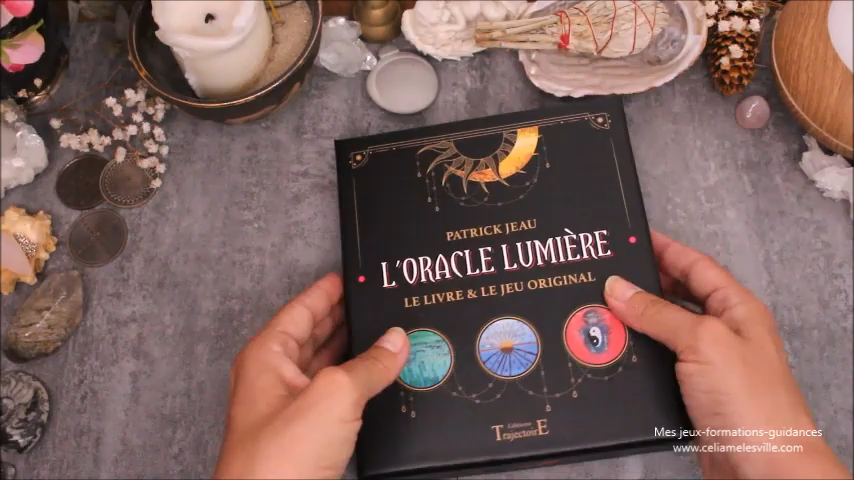 PATRICK JEAU
L'ORACLE LUMIÈRE
LE LIVRE & LE JEU ORIGINAL
Éditions
TrajectoirE
Mes jeux-formations-guidances
www.celiamelesville.com